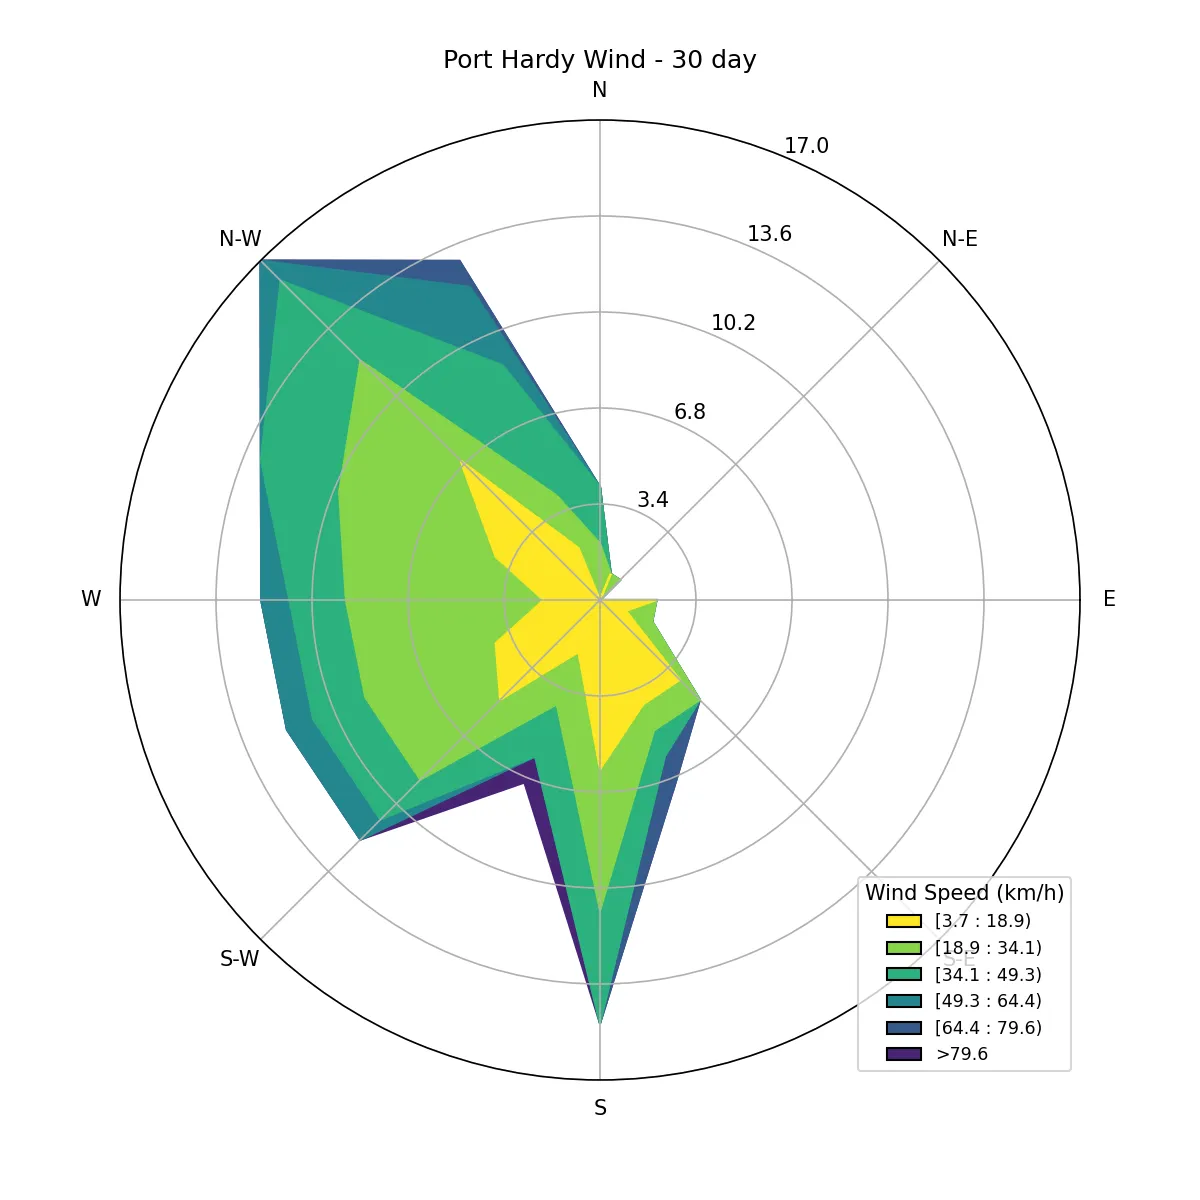 Port Hardy Wind - 30 day
N
17.0
13.6
N-W
N-E
10.2
6.8
3.4
W
E
Wind Speed (km/h)
[3.7 : 18.9)
[18.9 : 34.1)
S-W
S-E
[34.1 : 49.3)
[49.3 : 64.4)
[64.4 : 79.6)
>79.6
S